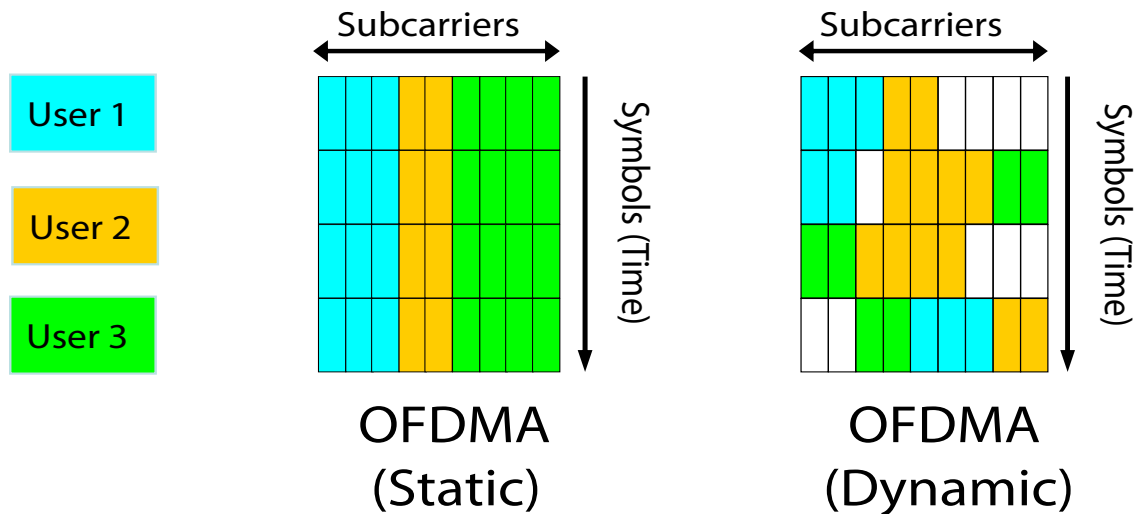 User 1
User 2
User 3
Subcarriers
Symbols (Time)
OFDMA
(Static)
Subcarriers
Symbols (Time)
OFDMA
(Dynamic)